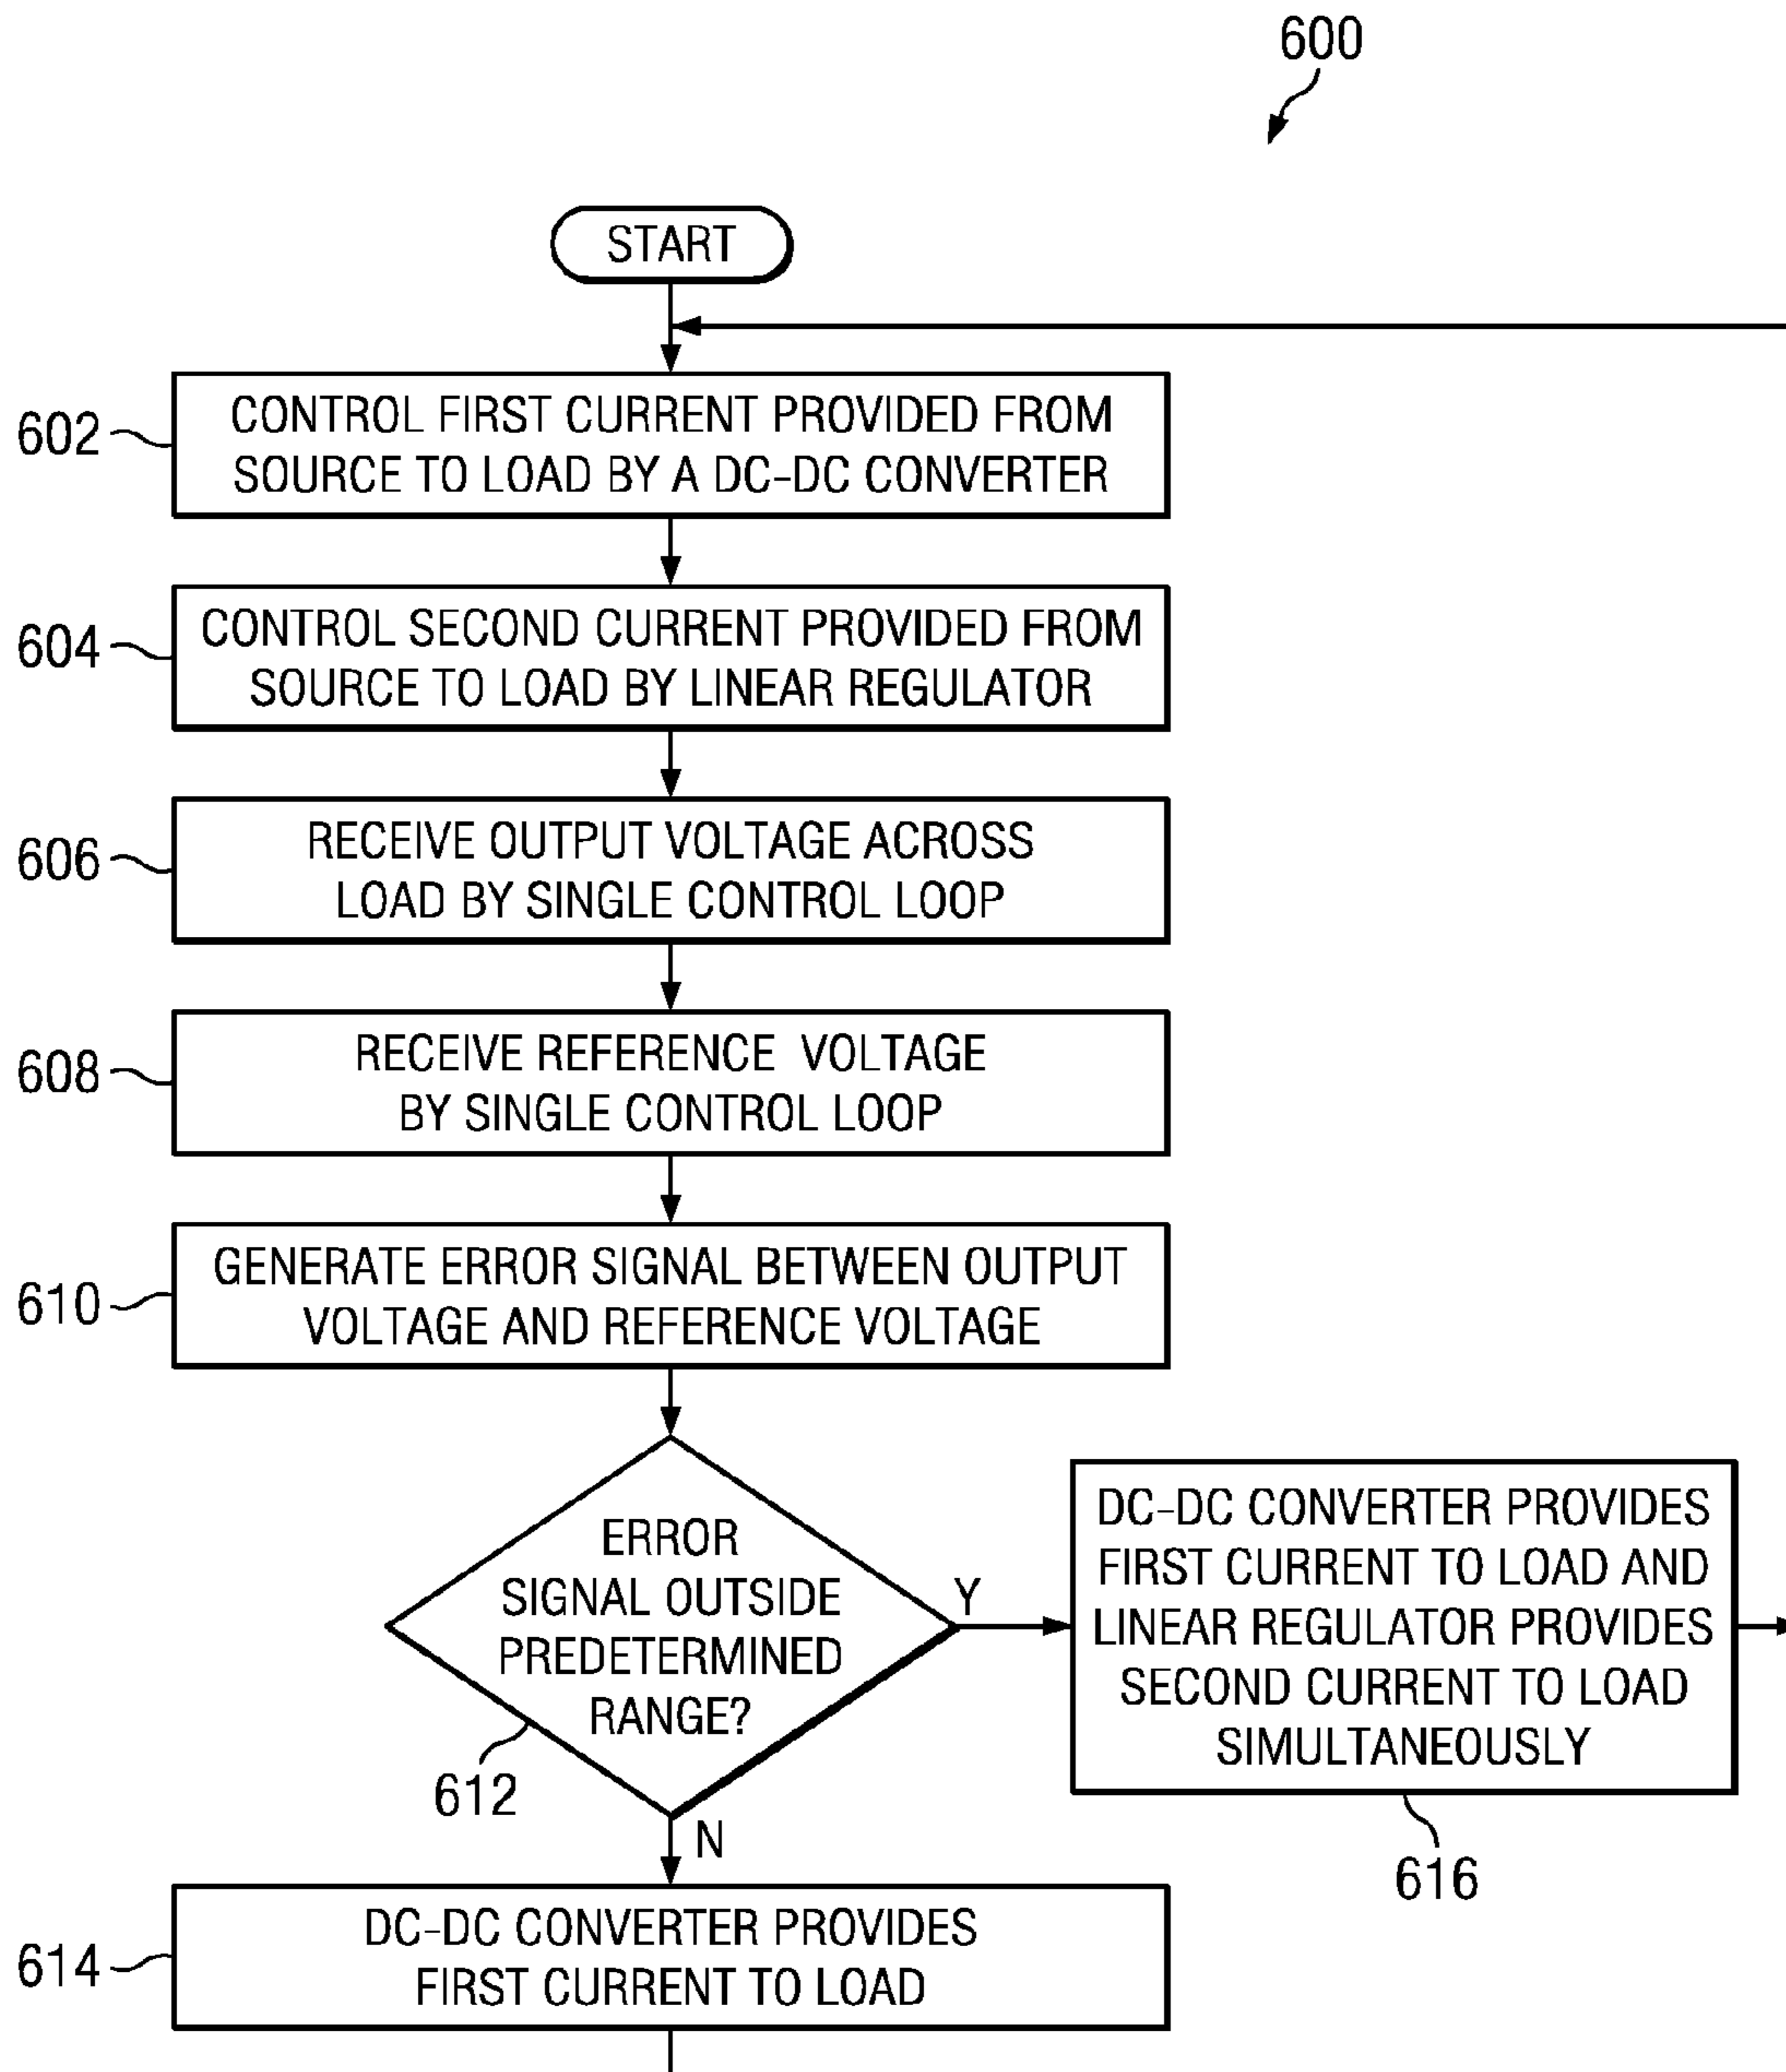 600
START
602
CONTROL FIRST CURRENT PROVIDED FROM
SOURCE TO LOAD BY A DC-DC CONVERTER
604
CONTROL SECOND CURRENT PROVIDED FROM
SOURCE TO LOAD BY LINEAR REGULATOR
606
RECEIVE OUTPUT VOLTAGE ACROSS
LOAD BY SINGLE CONTROL LOOP
608
RECEIVE REFERENCE VOLTAGE
BY SINGLE CONTROL LOOP
610
GENERATE ERROR SIGNAL BETWEEN OUTPUT
VOLTAGE AND REFERENCE VOLTAGE
ERROR
SIGNAL OUTSIDE
PREDETERMINED
RANGE?
612
Y
N
DC-DC CONVERTER PROVIDES
FIRST CURRENT TO LOAD AND
LINEAR REGULATOR PROVIDES
SECOND CURRENT TO LOAD
SIMULTANEOUSLY
616
614
DC-DC CONVERTER PROVIDES
FIRST CURRENT TO LOAD